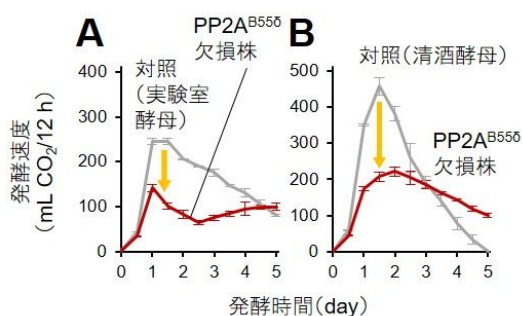 A
対照
(実験室
酵母)
PP2A^B55δ
欠損株
400
300
200
100
0
0 1 2 3 4 5
B
対照(清酒酵母)
PP2A^B55δ
欠損株
500
400
300
200
100
0
0 1 2 3 4 5
発酵速度
(mL CO₂/12 h)
発酵時間(day)